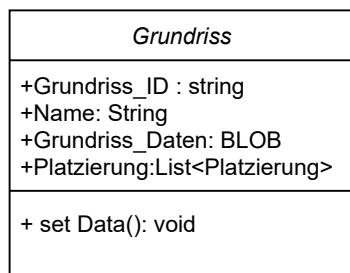 Grundriss
+Grundriss_ID : string
+Name: String
+Grundriss_Daten: BLOB
+Platzierung:List<Platzierung>
+ set Data(): void